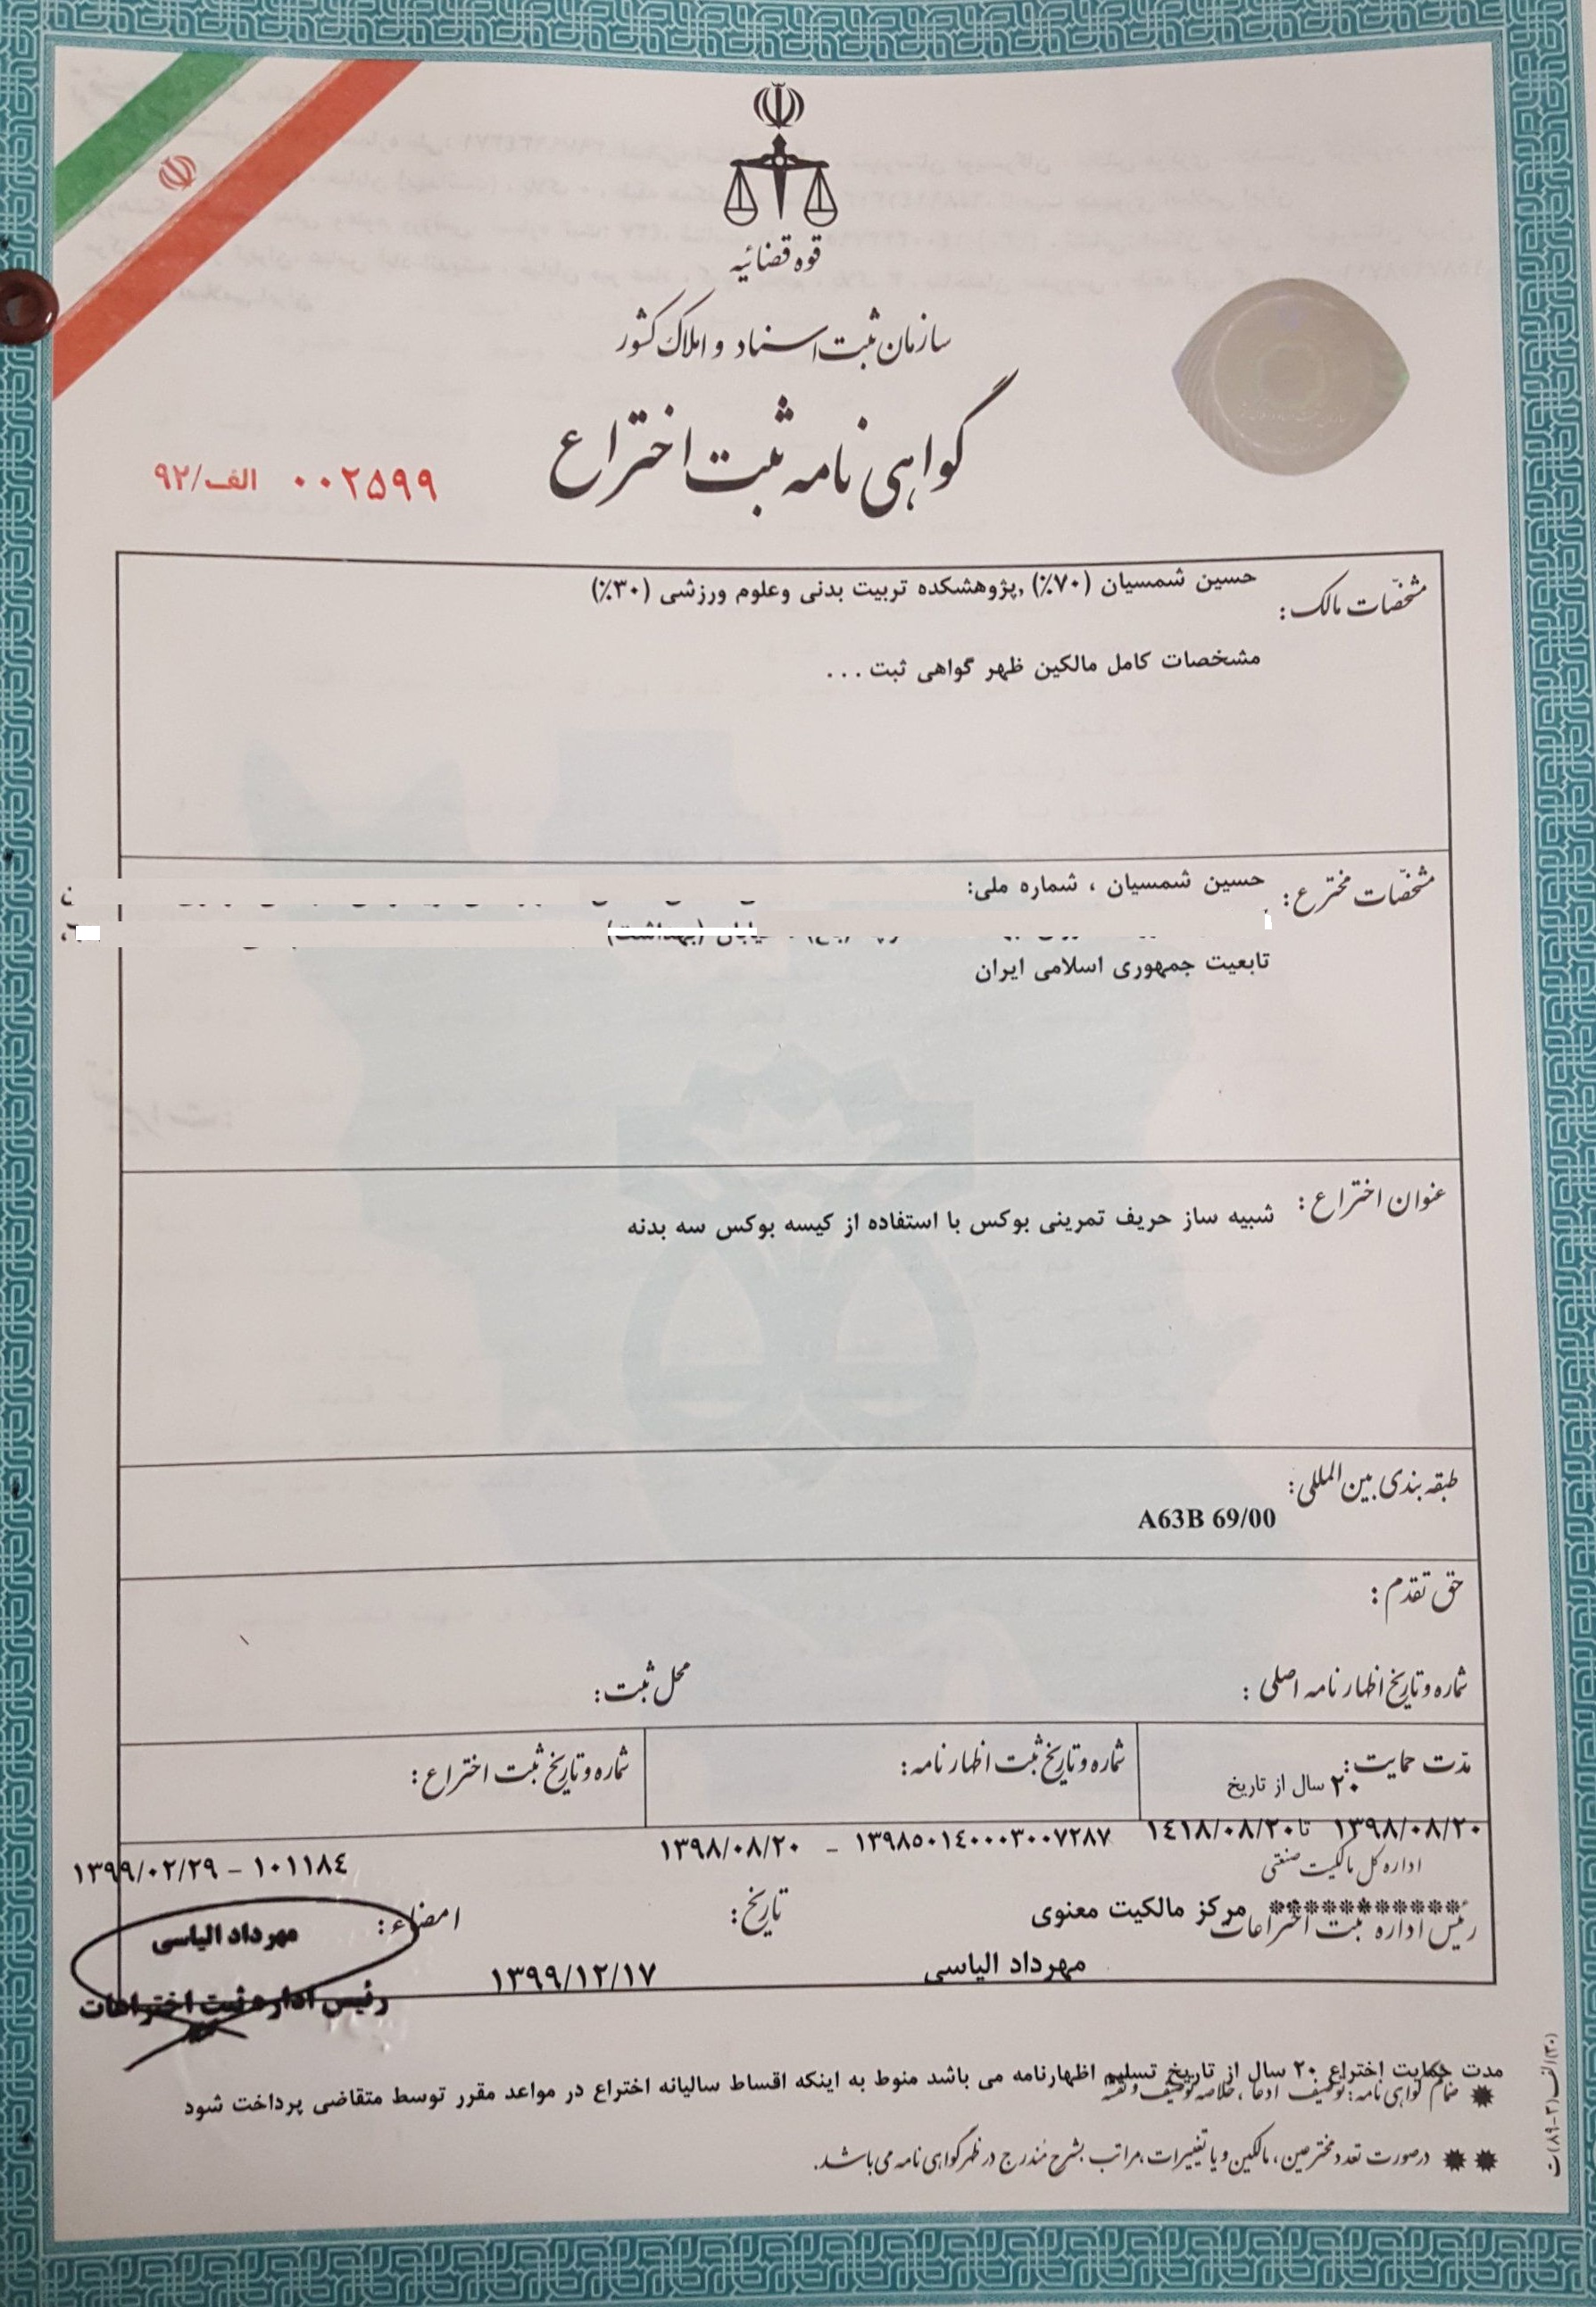 قوه قضائیه
سازمان ثبت اسناد و املاک کشور
گواهی نامه ثبت اختراع
۰۰۲۵۹۹ الف/۹۲
مشخصات مالک: حسین شمسیان (۷۰٪) ,پژوهشکده تربیت بدنی وعلوم ورزشی (۳۰٪)
مشخصات کامل مالکین ظهر گواهی ثبت ...
مشخصات مخترع: حسین شمسیان ، شماره ملی:
خیابان (بهداشت)
تابعیت جمهوری اسلامی ایران
عنوان اختراع: شبیه ساز حریف تمرینی بوکس با استفاده از کیسه بوکس سه بدنه
طبقه بندی بین المللی:
A63B 69/00
حق تقدم:
شماره و تاریخ اظهارنامه اصلی: محل ثبت:
مدت حمایت: شماره و تاریخ ثبت اظهارنامه: شماره و تاریخ ثبت اختراع:
۲۰ سال از تاریخ
۱۳۹۸/۰۸/۲۰ تا ۱۴۱۸/۰۸/۲۰ ۱۳۹۸۵۰۱۴۰۰۰۳۰۰۷۲۸۷ - ۱۳۹۸/۰۸/۲۰ ۱۰۱۱۸۴ - ۱۳۹۹/۰۲/۲۹
اداره کل مالکیت صنعتی
*********** مرکز مالکیت معنوی
رئیس اداره ثبت اختراعات تاریخ: امضاء:
مهرداد الیاسی ۱۳۹۹/۱۲/۱۷
مهرداد الیاسی
رئیس اداره ثبت اختراعات
مدت حمایت اختراع ۲۰ سال از تاریخ تسلیم اظهارنامه می باشد منوط به اینکه اقساط سالیانه اختراع در مواعد مقرر توسط متقاضی پرداخت شود
ضمائم گواهی نامه: توصیف ادعا، خلاصه توصیف و نقشه
درصورت تعدد مخترعین، مالکین و یا تغییرات، مراتب بشرح مندرج در ظهر گواهی نامه می باشد.